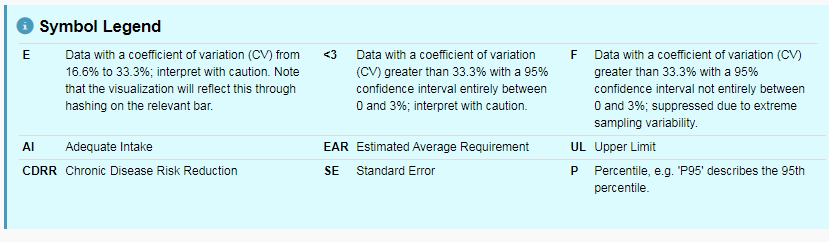 Symbol Legend
E
Data with a coefficient of variation (CV) from
16.6% to 33.3%; interpret with caution. Note
that the visualization will reflect this through
hashing on the relevant bar.
<3
Data with a coefficient of variation
(CV) greater than 33.3% with a 95%
confidence interval entirely between
0 and 3%; interpret with caution.
F
Data with a coefficient of variation (CV)
greater than 33.3% with a 95%
confidence interval not entirely between
0 and 3%; suppressed due to extreme
sampling variability.
AI Adequate Intake
EAR Estimated Average Requirement
UL Upper Limit
CDRR Chronic Disease Risk Reduction
SE Standard Error
P Percentile, e.g. 'P95' describes the 95th
percentile.